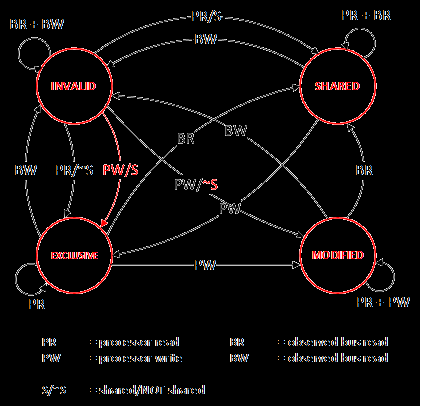 BR + BW
PR/S
PR + BR
BW
INVALID
SHARED
BR
BW
BW
PR/~S
PW/S
PW/~S
BR
PW
EXCLUSIVE
MODIFIED
PW
PR
PR + PW
PR = processor read
BR = observed bus read
PW = processor write
BW = observed bus write
S/~S = shared/NOT shared